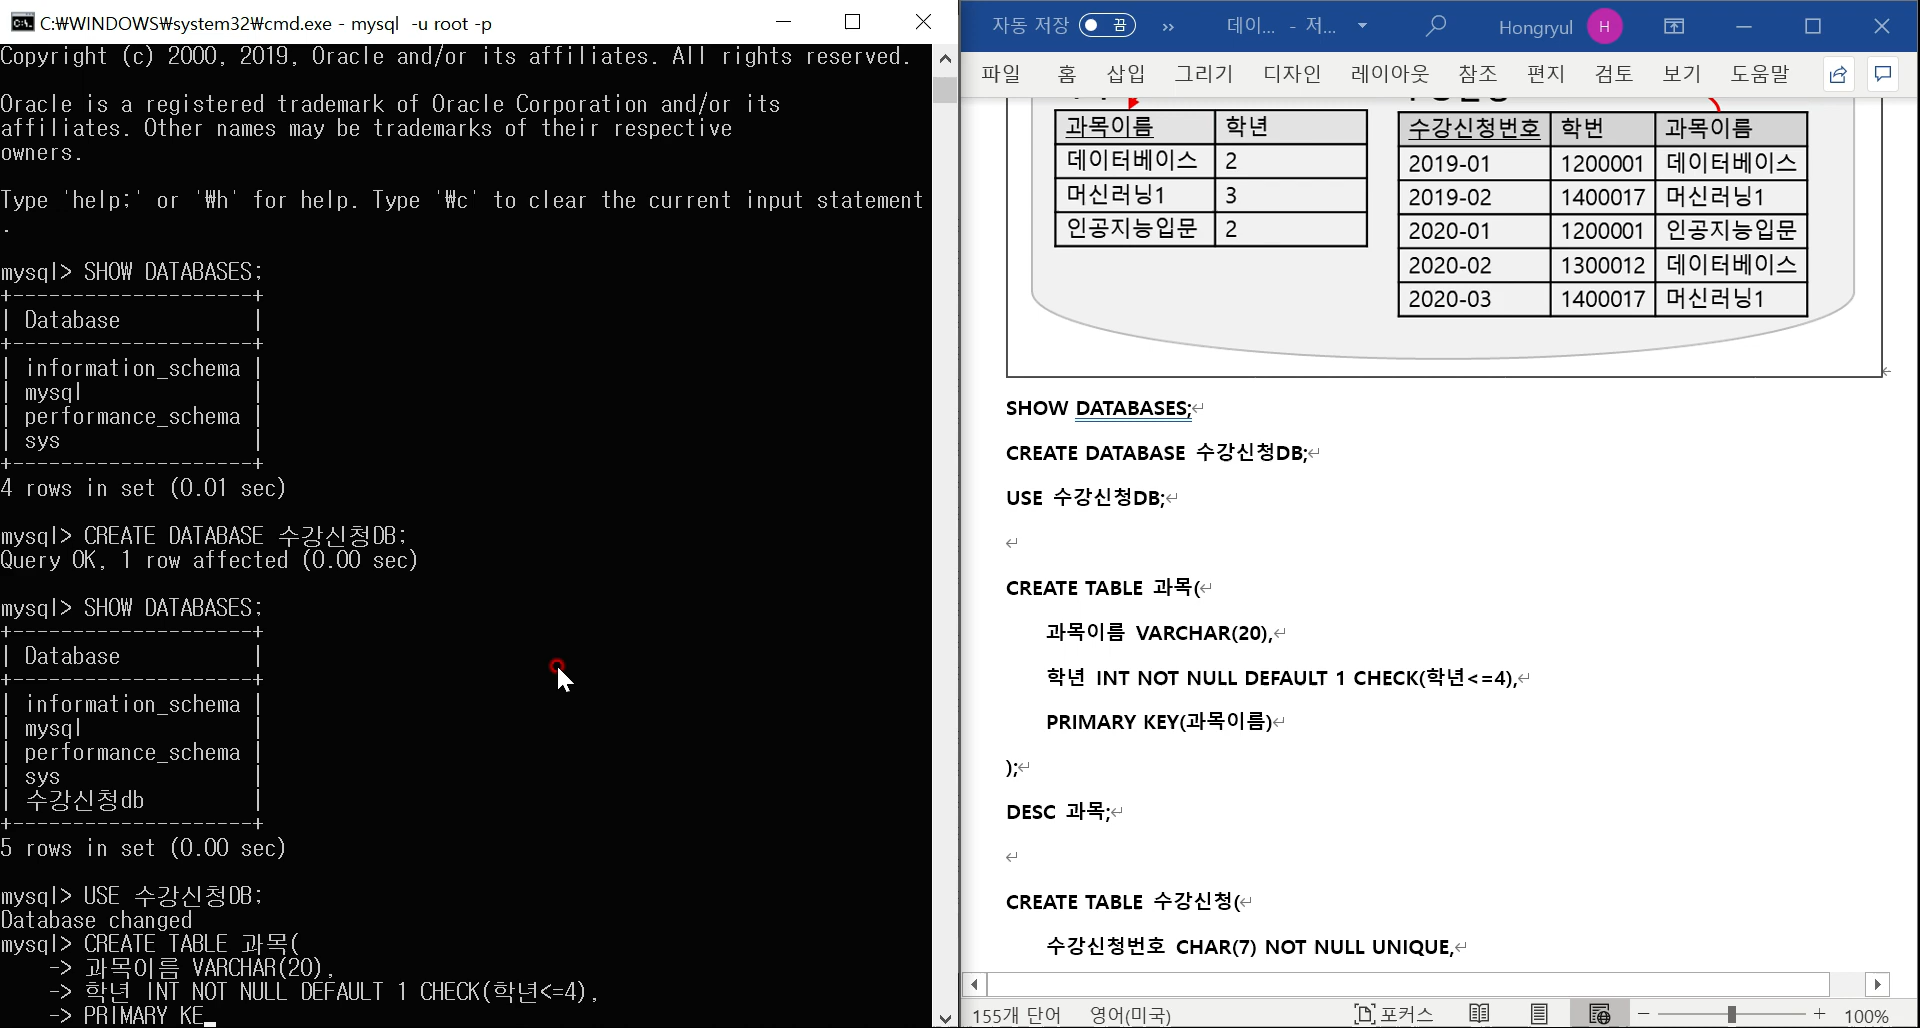 C:₩WINDOWS₩system32₩cmd.exe - mysql -u root -p
Copyright (c) 2000, 2019, Oracle and/or its affiliates. All rights reserved.
Oracle is a registered trademark of Oracle Corporation and/or its
affiliates. Other names may be trademarks of their respective
owners.
Type 'help;' or '₩h' for help. Type '₩c' to clear the current input statement
.
mysql> SHOW DATABASES;
+--------------------+
| Database           |
+--------------------+
| information_schema |
| mysql              |
| performance_schema |
| sys                |
+--------------------+
4 rows in set (0.01 sec)
mysql> CREATE DATABASE 수강신청DB;
Query OK, 1 row affected (0.00 sec)
mysql> SHOW DATABASES;
+--------------------+
| Database           |
+--------------------+
| information_schema |
| mysql              |
| performance_schema |
| sys                |
| 수강신청db         |
+--------------------+
5 rows in set (0.00 sec)
mysql> USE 수강신청DB;
Database changed
mysql> CREATE TABLE 과목(
    -> 과목이름 VARCHAR(20),
    -> 학년 INT NOT NULL DEFAULT 1 CHECK(학년<=4),
    -> PRIMARY KE_
자동 저장 끔 » 데이... - 저... Hongryul H
파일 홈 삽입 그리기 디자인 레이아웃 참조 편지 검토 보기 도움말
과목이름 학년
데이터베이스 2
머신러닝1 3
인공지능입문 2
수강신청번호 학번 과목이름
2019-01 1200001 데이터베이스
2019-02 1400017 머신러닝1
2020-01 1200001 인공지능입문
2020-02 1300012 데이터베이스
2020-03 1400017 머신러닝1
SHOW DATABASES;
CREATE DATABASE 수강신청DB;
USE 수강신청DB;
CREATE TABLE 과목(
과목이름 VARCHAR(20),
학년 INT NOT NULL DEFAULT 1 CHECK(학년<=4),
PRIMARY KEY(과목이름)
);
DESC 과목;
CREATE TABLE 수강신청(
수강신청번호 CHAR(7) NOT NULL UNIQUE,
155개 단어 영어(미국) 포커스 100%